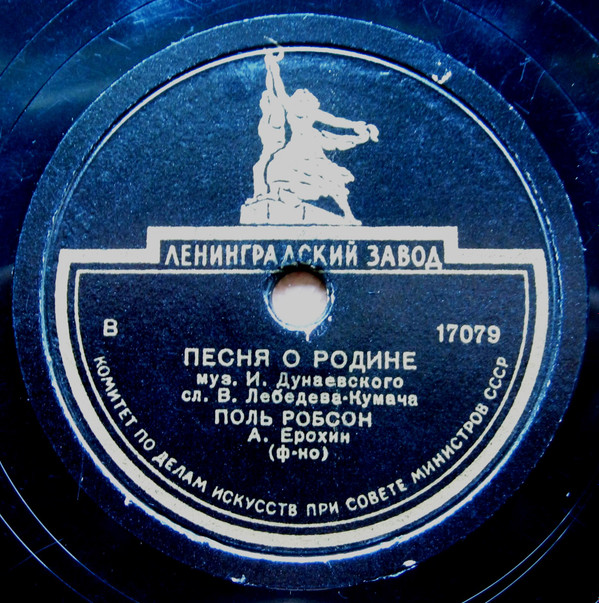 ЛЕНИНГРАДСКИЙ ЗАВОД
В 17079
ПЕСНЯ О РОДИНЕ
муз. И. Дунаевского
сл. В. Лебедева-Кумача
ПОЛЬ РОБСОН
А. Ерохин
(ф-но)
КОМИТЕТ ПО ДЕЛАМ ИСКУССТВ ПРИ СОВЕТЕ МИНИСТРОВ СССР